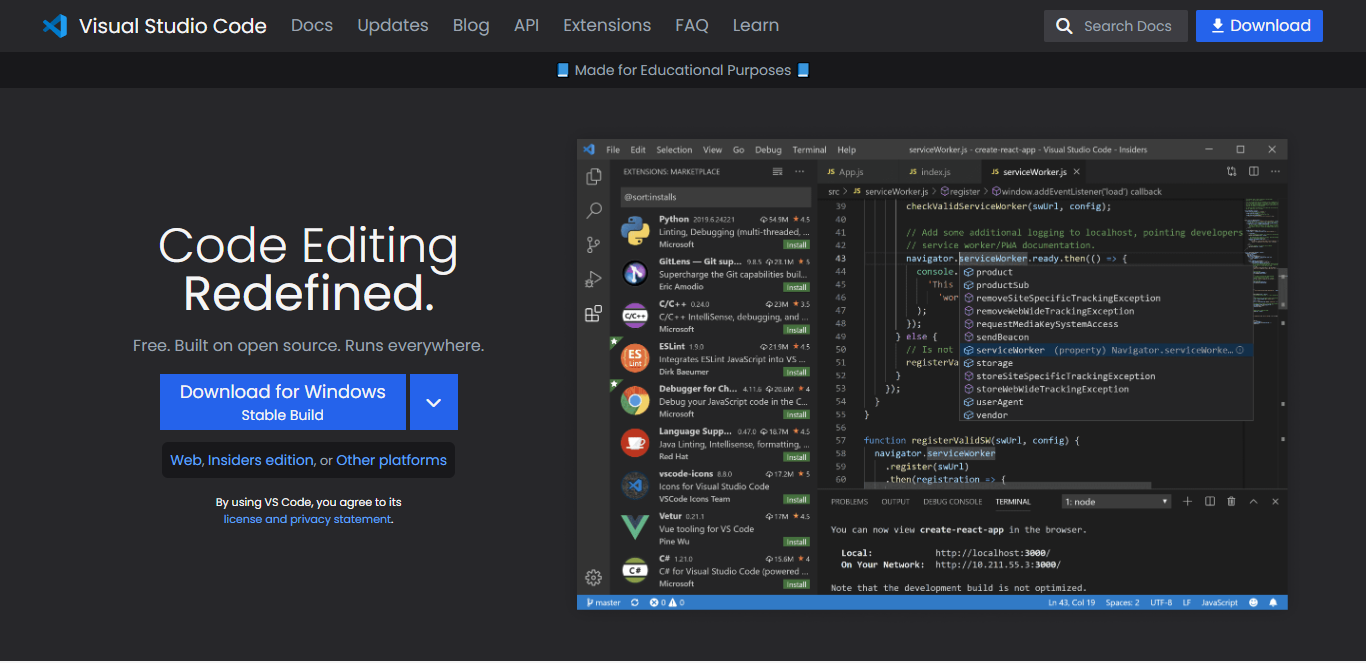 Visual Studio Code Docs Updates Blog API Extensions FAQ Learn Search Docs Download
📘 Made for Educational Purposes 📘
Code Editing
Redefined.
Free. Built on open source. Runs everywhere.
Download for Windows
Stable Build
Web, Insiders edition, or Other platforms
By using VS Code, you agree to its
license and privacy statement.
File Edit Selection View Go Debug Terminal Help serviceWorker.js - create-react-app - Visual Studio Code - Insiders
EXTENSIONS: MARKETPLACE
@sort:installs
Python 2019.6.24221 54.9M ★ 4.5
Linting, Debugging (multi-threaded, ...
Microsoft Install
GitLens — Git sup... 9.8.5 23.1M ★ 5
Supercharge the Git capabilities buil...
Eric Amodio Install
C/C++ 0.24.0 23M ★ 3.5
C/C++ IntelliSense, debugging, and ...
Microsoft Install
ESLint 1.9.0 21.9M ★ 4.5
Integrates ESLint JavaScript into VS ...
Dirk Baeumer Install
Debugger for Ch... 4.11.6 20.6M ★ 4
Debug your JavaScript code in the C...
Microsoft Install
Language Supp... 0.47.0 18.7M ★ 4.5
Java Linting, Intellisense, formatting, ...
Red Hat Install
vscode-icons 8.8.0 17.2M ★ 5
Icons for Visual Studio Code
VSCode Icons Team Install
Vetur 0.21.1 17M ★ 4.5
Vue tooling for VS Code
Pine Wu Install
C# 1.21.0 15.6M ★ 4
C# for Visual Studio Code (powered ...
Microsoft Install
C/C++
ES
Lint
C#
JS App.js JS index.js JS serviceWorker.js ×
src > JS serviceWorker.js > register > window.addEventListener('load') callback
39 checkValidServiceWorker(swUrl, config);
40
41 // Add some additional logging to localhost, pointing developers
42 // service worker/PWA documentation.
43 navigator.serviceWorker.ready.then(() => {
44 console.
45 'This
46 'wor
47 );
48 });
49 } else {
50 // Is not
51 registerVa
52 }
53 });
54 }
55 }
56
57 function registerValidSW(swUrl, config) {
58 navigator.serviceWorker
59 .register(swUrl)
60 .then(registration => {
product
productSub
removeSiteSpecificTrackingException
removeWebWideTrackingException
requestMediaKeySystemAccess
sendBeacon
serviceWorker (property) Navigator.serviceWorke...
storage
storeSiteSpecificTrackingException
storeWebWideTrackingException
userAgent
vendor
PROBLEMS OUTPUT DEBUG CONSOLE TERMINAL 1: node
You can now view create-react-app in the browser.
Local: http://localhost:3000/
On Your Network: http://10.211.55.3:3000/
Note that the development build is not optimized.
master 0 0 Ln 43, Col 19 Spaces: 2 UTF-8 LF JavaScript